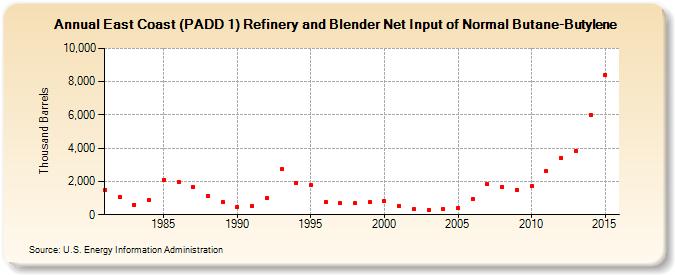 Annual East Coast (PADD 1) Refinery and Blender Net Input of Normal Butane-Butylene
Thousand Barrels
10,000
8,000
6,000
4,000
2,000
0
1985 1990 1995 2000 2005 2010 2015
Source: U.S. Energy Information Administration